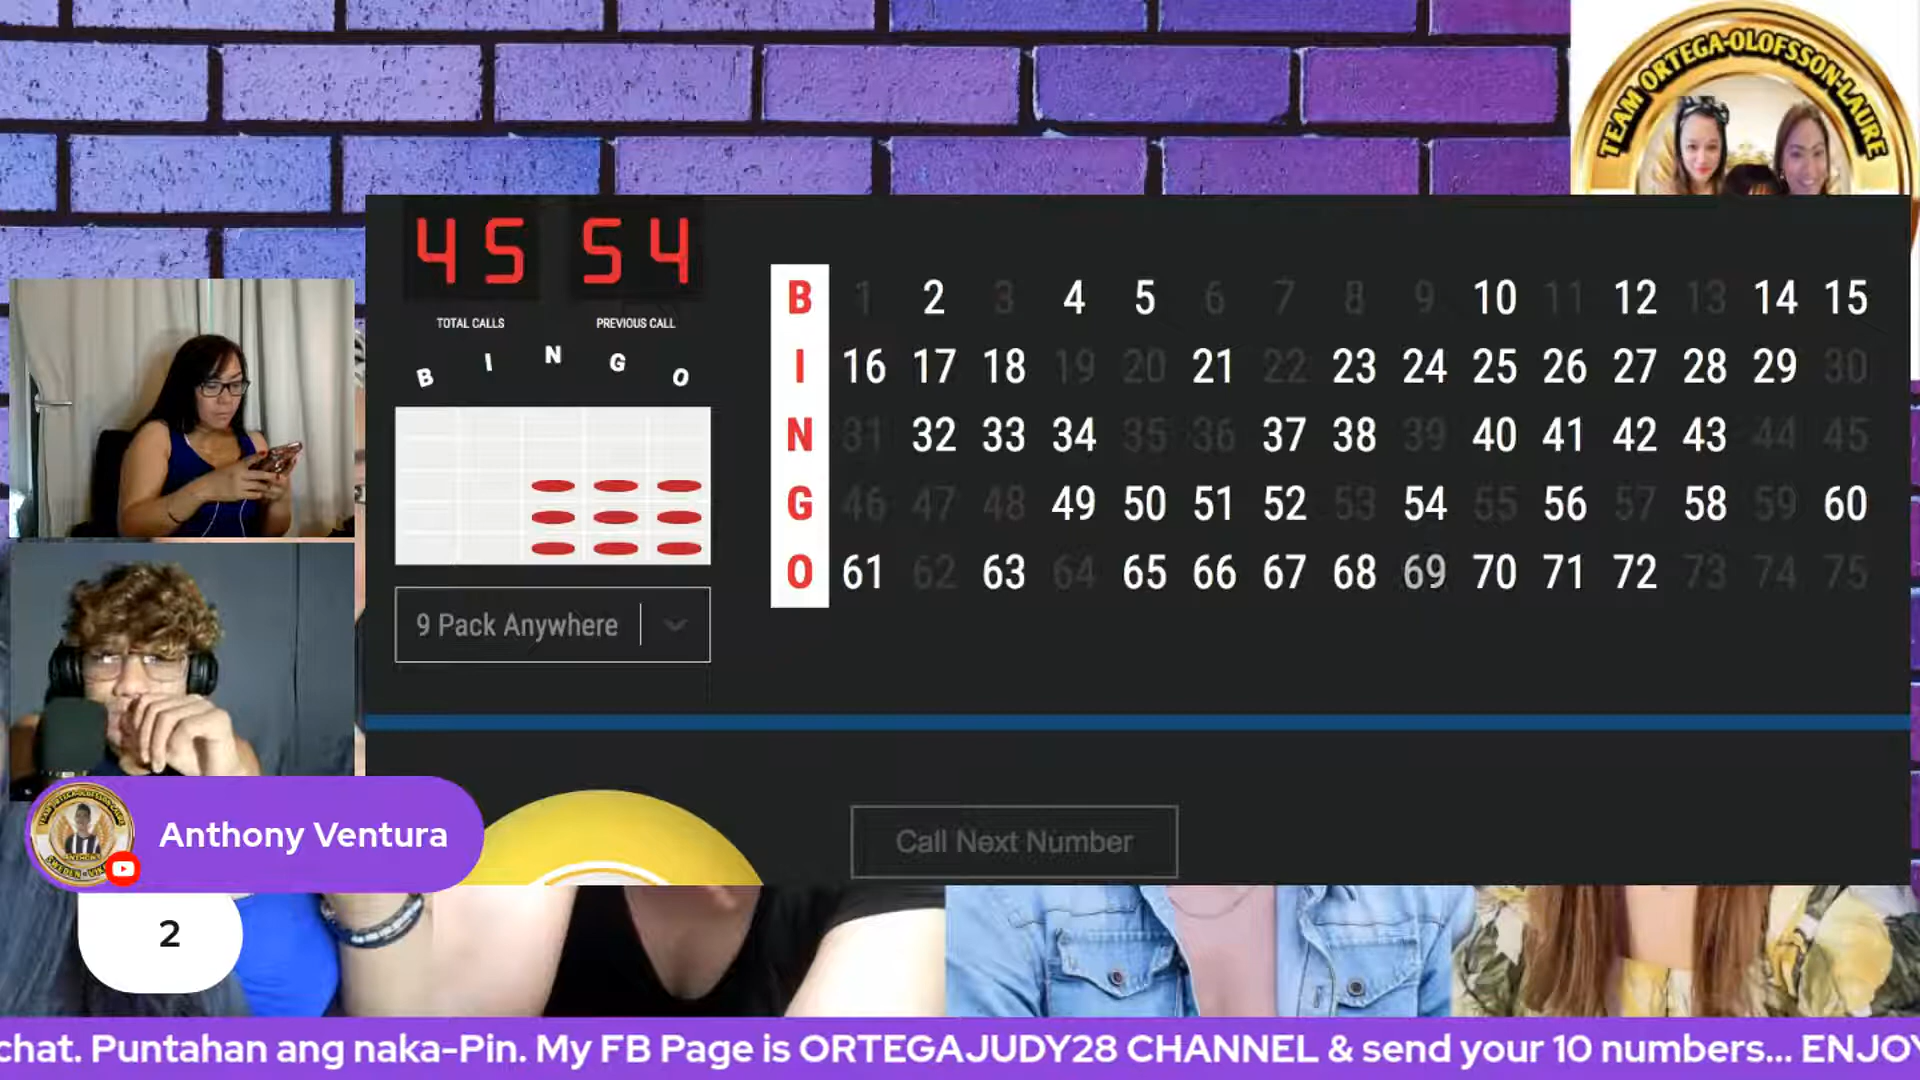 TEAM ORTEGA-OLOFSSON-LAURE
45 54
TOTAL CALLS PREVIOUS CALL
B I N G O
9 Pack Anywhere
B 1 2 3 4 5 6 7 8 9 10 11 12 13 14 15
I 16 17 18 19 20 21 22 23 24 25 26 27 28 29 30
N 31 32 33 34 35 36 37 38 39 40 41 42 43 44 45
G 46 47 48 49 50 51 52 53 54 55 56 57 58 59 60
O 61 62 63 64 65 66 67 68 69 70 71 72 73 74 75
Call Next Number
Anthony Ventura
2
chat. Puntahan ang naka-Pin. My FB Page is ORTEGAJUDY28 CHANNEL & send your 10 numbers... ENJOY